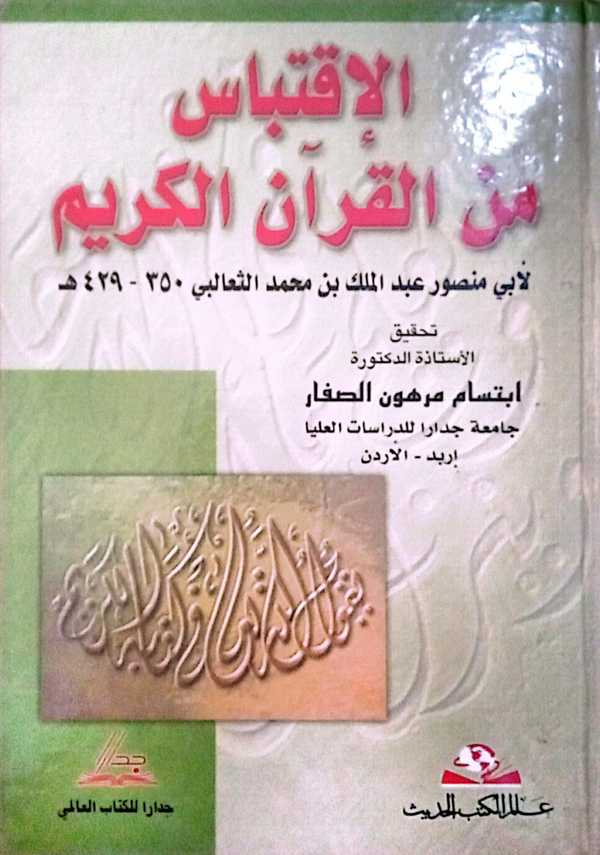 الإقتباس
من القرآن الكريم
لأبي منصور عبد الملك بن محمد الثعالبي ٣٥٠ - ٤٢٩ هـ
تحقيق
الأستاذة الدكتورة
ابتسام مرهون الصفار
جامعة جدارا للدراسات العليا
إربد - الأردن
جدارا
جدارا للكتاب العالمي
عالم الكتب الحديث